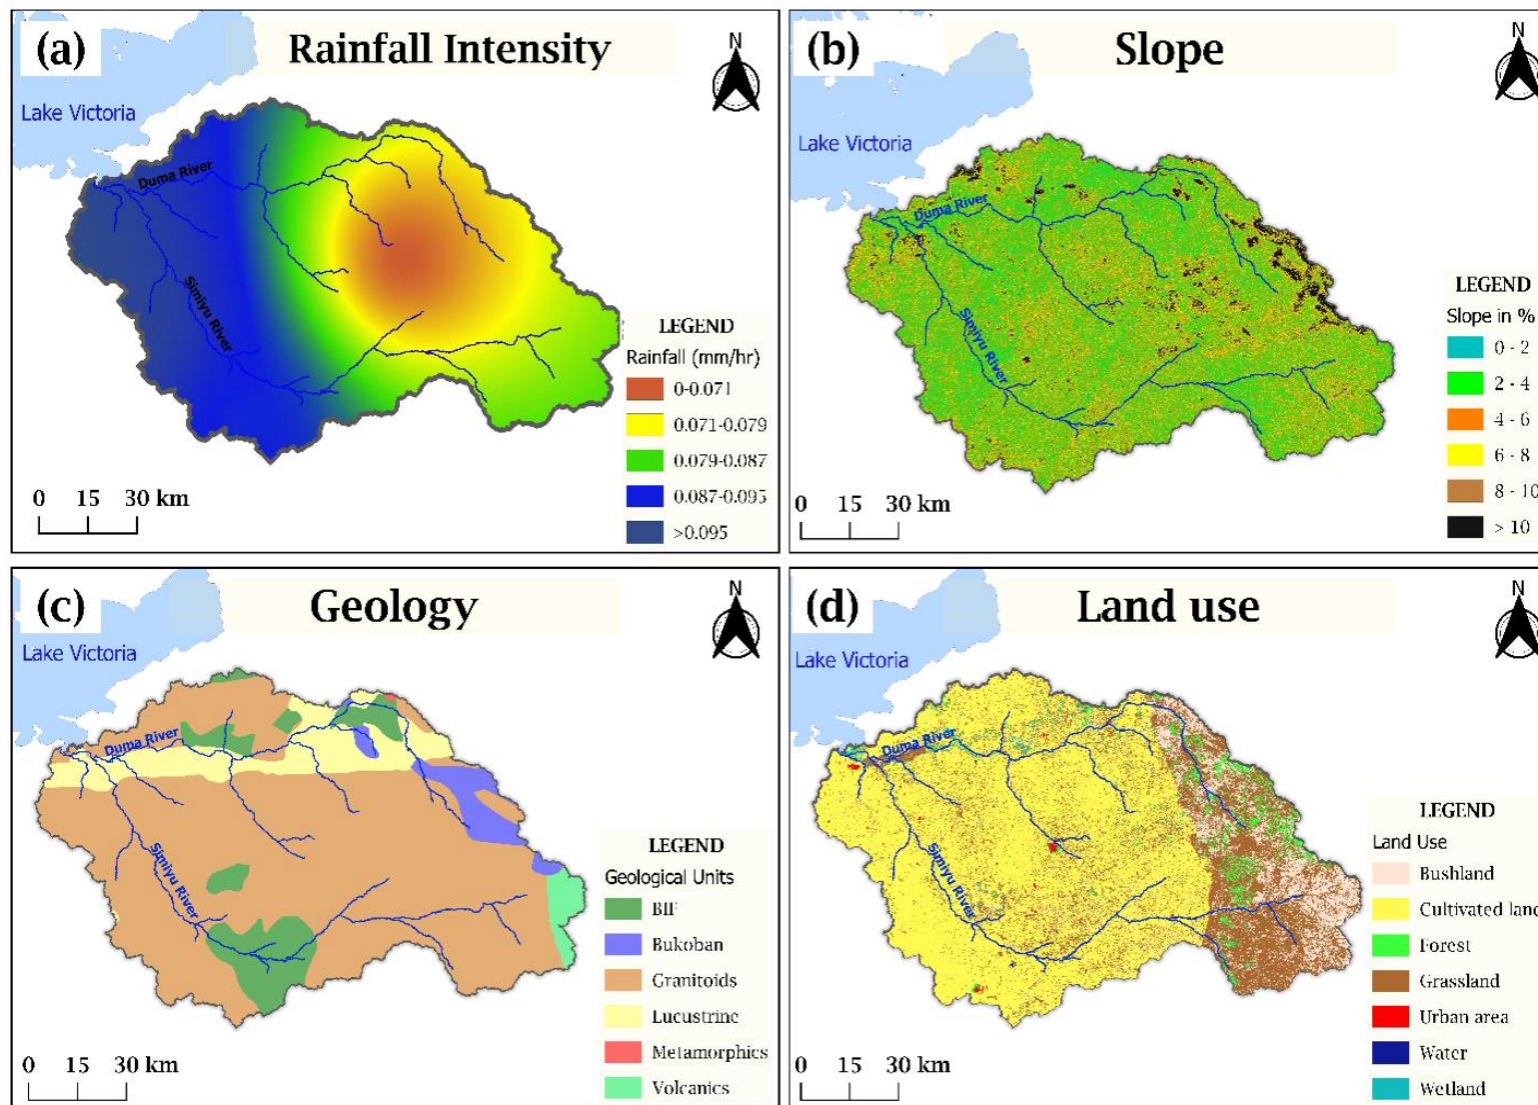 (a) Rainfall Intensity
N
Lake Victoria
Duma River
Simiyu River
LEGEND
Rainfall (mm/hr)
0-0.071
0.071-0.079
0.079-0.087
0.087-0.095
>0.095
0 15 30 km
(b) Slope
N
Lake Victoria
Duma River
Simiyu River
LEGEND
Slope in %
0 - 2
2 - 4
4 - 6
6 - 8
8 - 10
> 10
0 15 30 km
(c) Geology
N
Lake Victoria
Duma River
Simiyu River
LEGEND
Geological Units
BIF
Bukoban
Granitoids
Lucustrine
Metamorphics
Volcanics
0 15 30 km
(d) Land use
N
Lake Victoria
Duma River
Simiyu River
LEGEND
Land Use
Bushland
Cultivated land
Forest
Grassland
Urban area
Water
Wetland
0 15 30 km